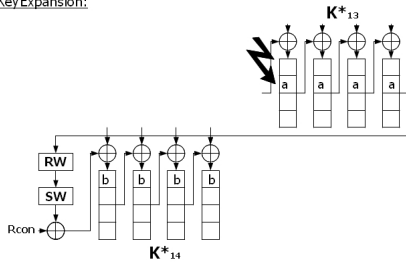 KeyExpansion:
K*13
a a a a
RW
b b b b
SW
Rcon
K*14